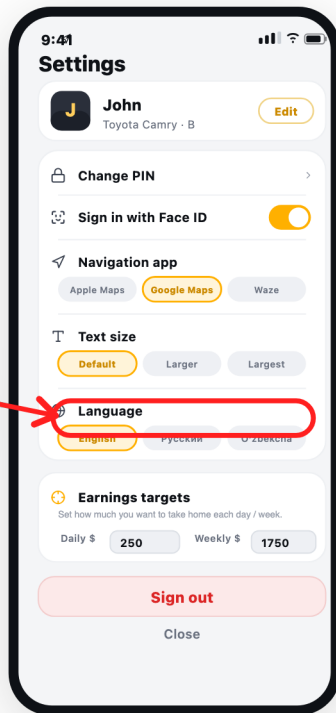 9:41
Settings
J
John
Toyota Camry · B
Edit
Change PIN
Sign in with Face ID
Navigation app
Apple Maps Google Maps Waze
Text size
Default Larger Largest
Language
English Русский O'zbekcha
Earnings targets
Set how much you want to take home each day / week.
Daily $ 250 Weekly $ 1750
Sign out
Close